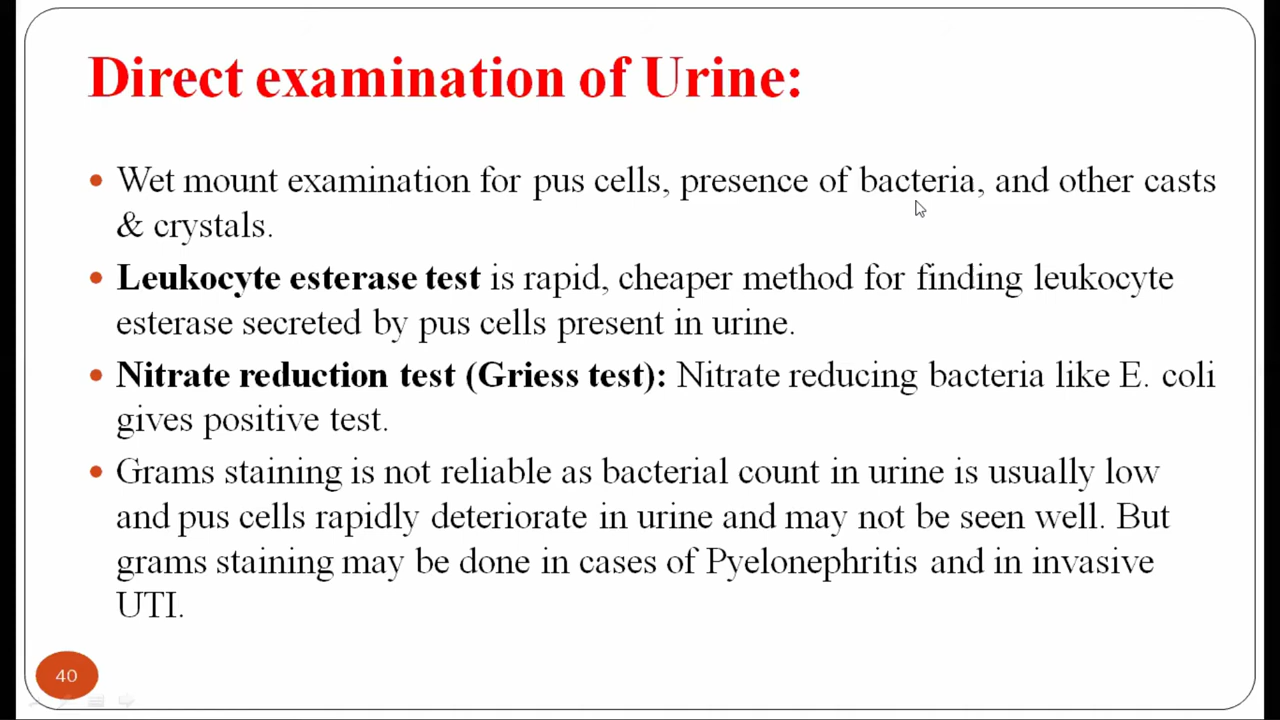 Direct examination of Urine:
• Wet mount examination for pus cells, presence of bacteria, and other casts
& crystals.
• Leukocyte esterase test is rapid, cheaper method for finding leukocyte
esterase secreted by pus cells present in urine.
• Nitrate reduction test (Griess test): Nitrate reducing bacteria like E. coli
gives positive test.
• Grams staining is not reliable as bacterial count in urine is usually low
and pus cells rapidly deteriorate in urine and may not be seen well. But
grams staining may be done in cases of Pyelonephritis and in invasive
UTI.
40